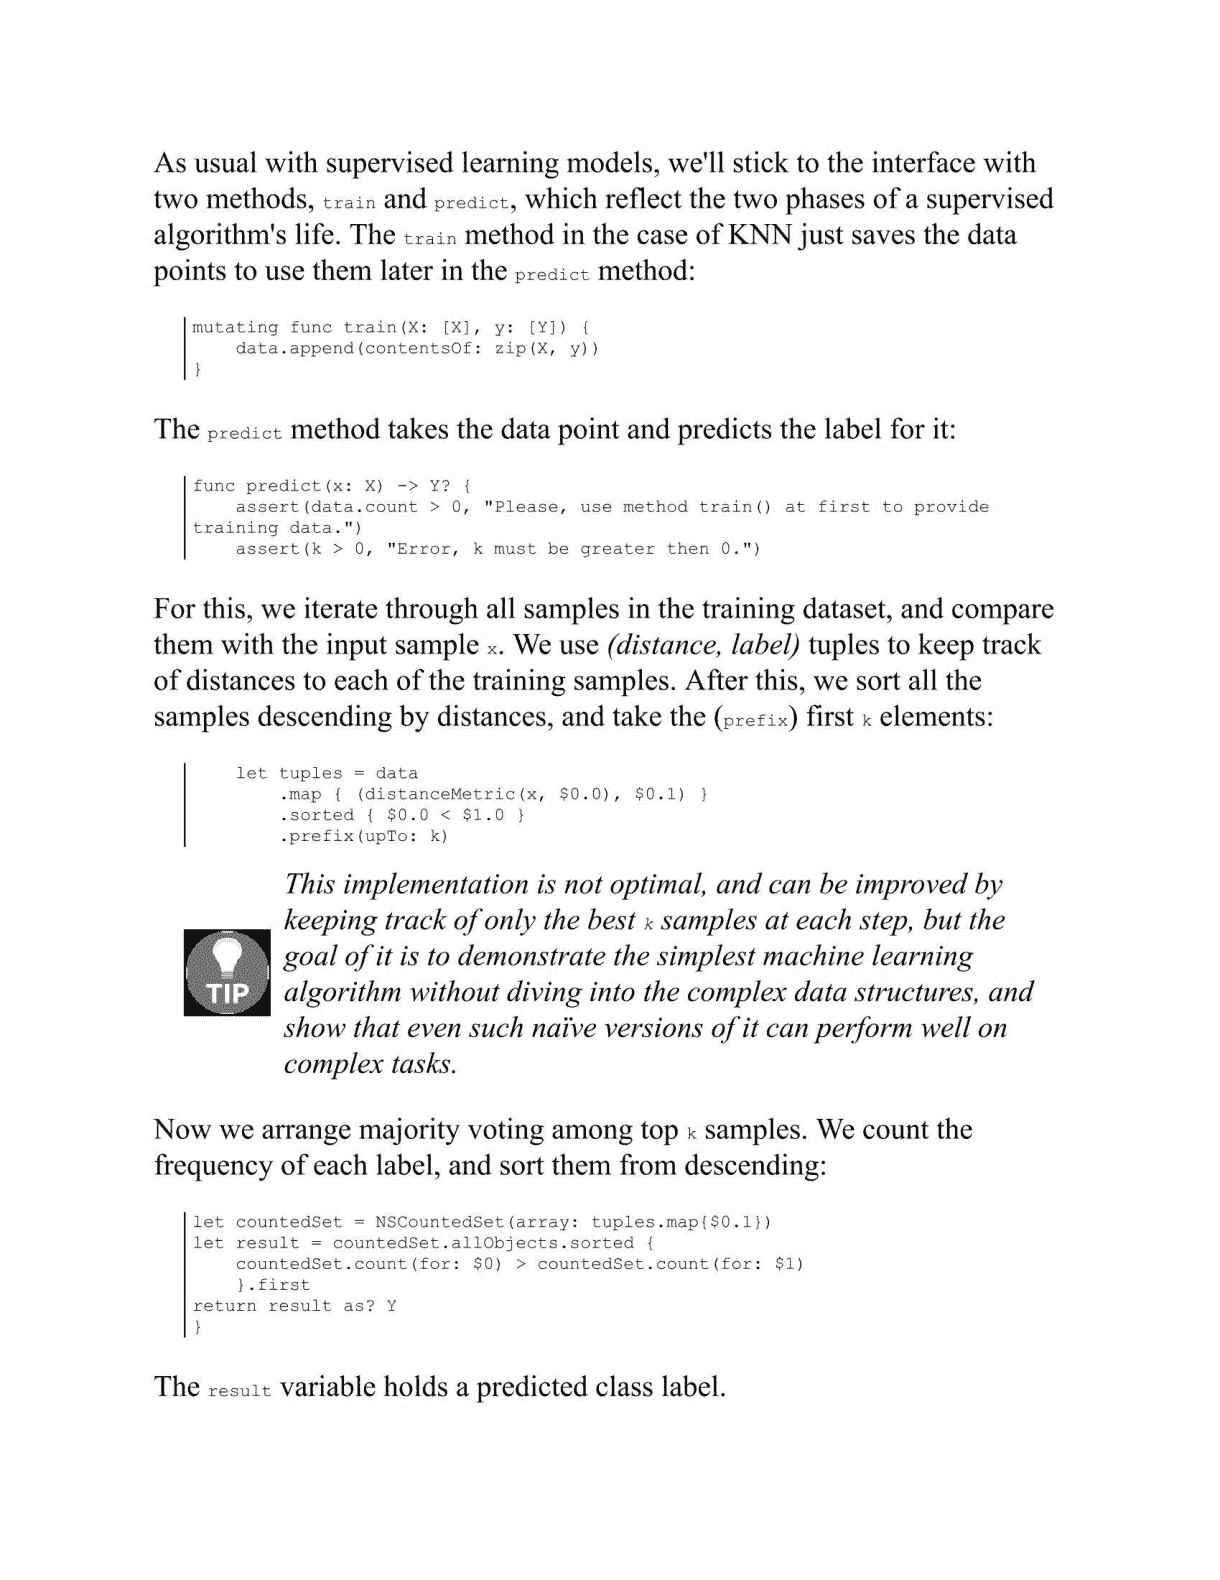 As usual with supervised learning models, we'll stick to the interface with
two methods, train and predict, which reflect the two phases of a supervised
algorithm's life. The train method in the case of KNN just saves the data
points to use them later in the predict method:
mutating func train(X: [X], y: [Y]) {
    data.append(contentsOf: zip(X, y))
}
The predict method takes the data point and predicts the label for it:
func predict(x: X) -> Y? {
    assert(data.count > 0, "Please, use method train() at first to provide
training data.")
    assert(k > 0, "Error, k must be greater then 0.")
For this, we iterate through all samples in the training dataset, and compare
them with the input sample x. We use (distance, label) tuples to keep track
of distances to each of the training samples. After this, we sort all the
samples descending by distances, and take the (prefix) first k elements:
    let tuples = data
        .map { (distanceMetric(x, $0.0), $0.1) }
        .sorted { $0.0 < $1.0 }
        .prefix(upTo: k)
This implementation is not optimal, and can be improved by
keeping track of only the best k samples at each step, but the
goal of it is to demonstrate the simplest machine learning
algorithm without diving into the complex data structures, and
show that even such naïve versions of it can perform well on
complex tasks.
TIP
Now we arrange majority voting among top k samples. We count the
frequency of each label, and sort them from descending:
let countedSet = NSCountedSet(array: tuples.map{$0.1})
let result = countedSet.allObjects.sorted {
    countedSet.count(for: $0) > countedSet.count(for: $1)
    }.first
return result as? Y
}
The result variable holds a predicted class label.